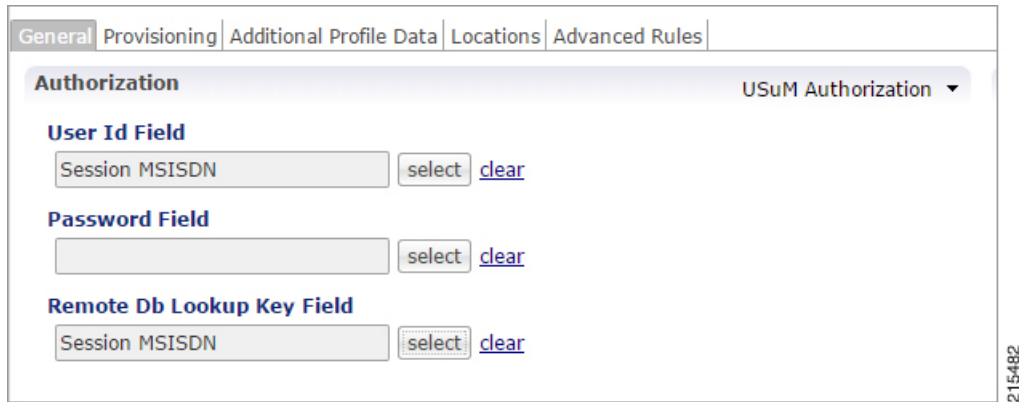 General Provisioning Additional Profile Data Locations Advanced Rules
Authorization USuM Authorization
User Id Field
Session MSISDN select clear
Password Field
select clear
Remote Db Lookup Key Field
Session MSISDN select clear
215482